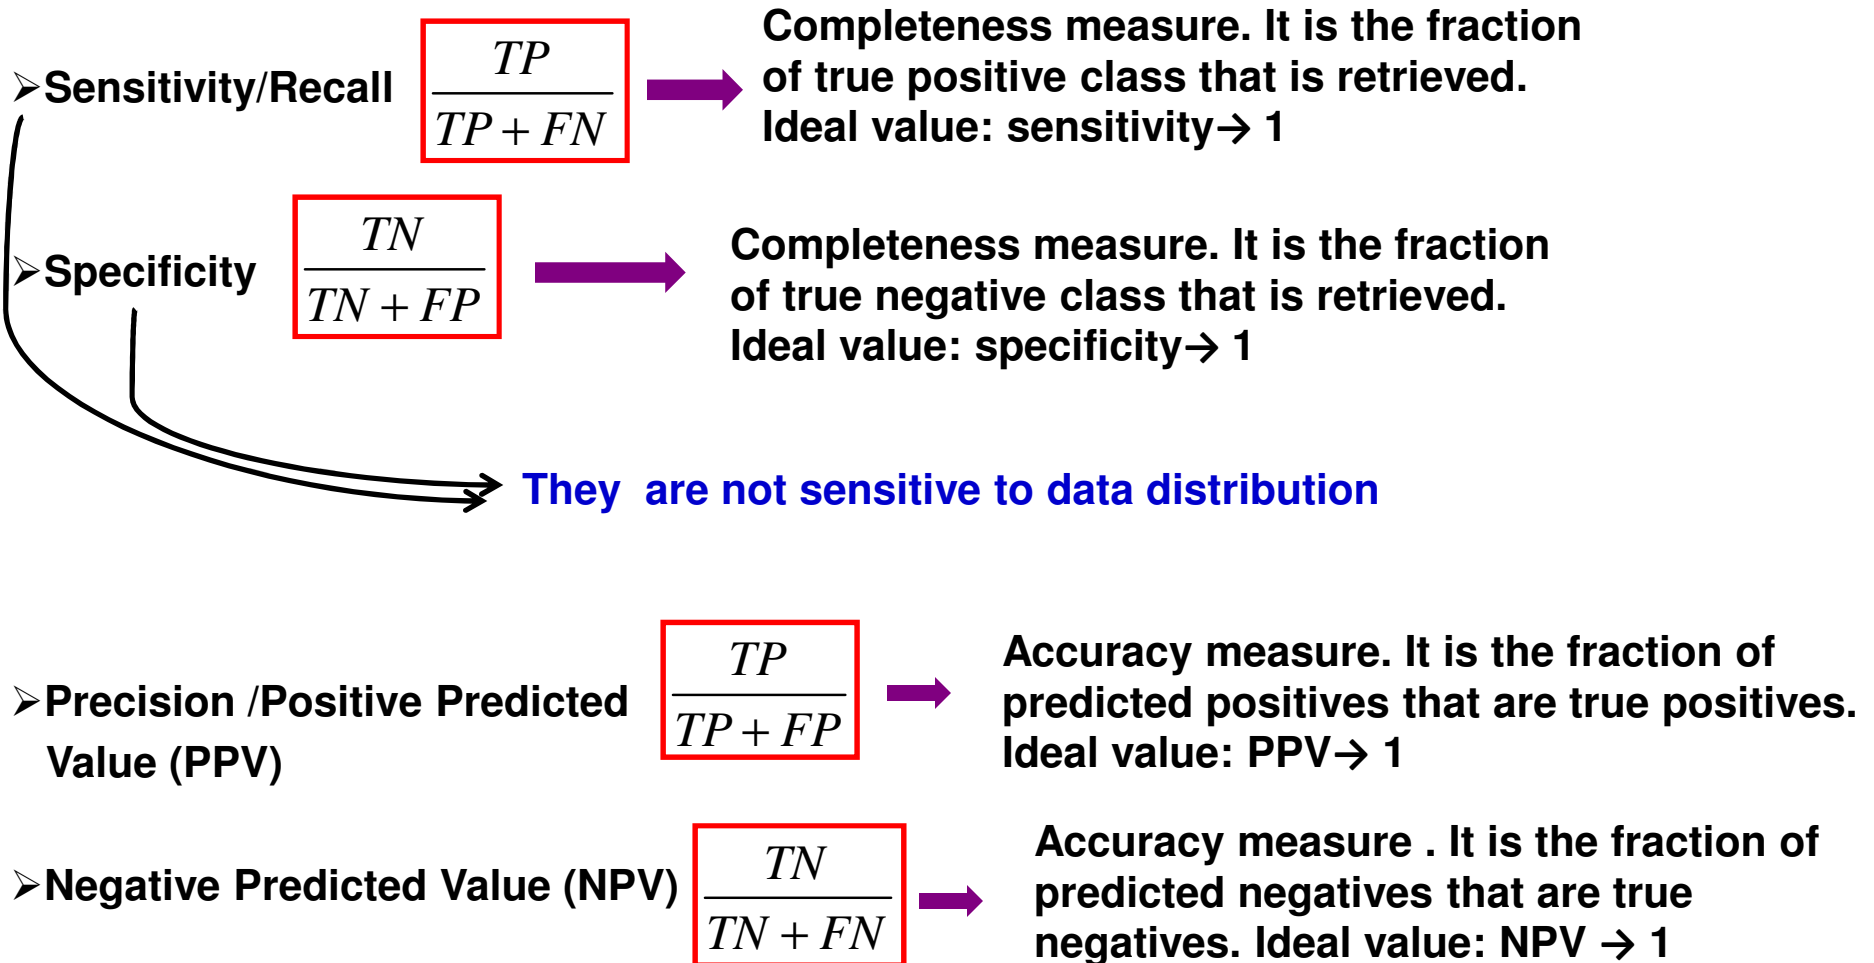 ➢Sensitivity/Recall
TP
TP + FN
Completeness measure. It is the fraction
of true positive class that is retrieved.
Ideal value: sensitivity→ 1
➢Specificity
TN
TN + FP
Completeness measure. It is the fraction
of true negative class that is retrieved.
Ideal value: specificity→ 1
They are not sensitive to data distribution
➢Precision /Positive Predicted
Value (PPV)
TP
TP + FP
Accuracy measure. It is the fraction of
predicted positives that are true positives.
Ideal value: PPV→ 1
➢Negative Predicted Value (NPV)
TN
TN + FN
Accuracy measure . It is the fraction of
predicted negatives that are true
negatives. Ideal value: NPV → 1